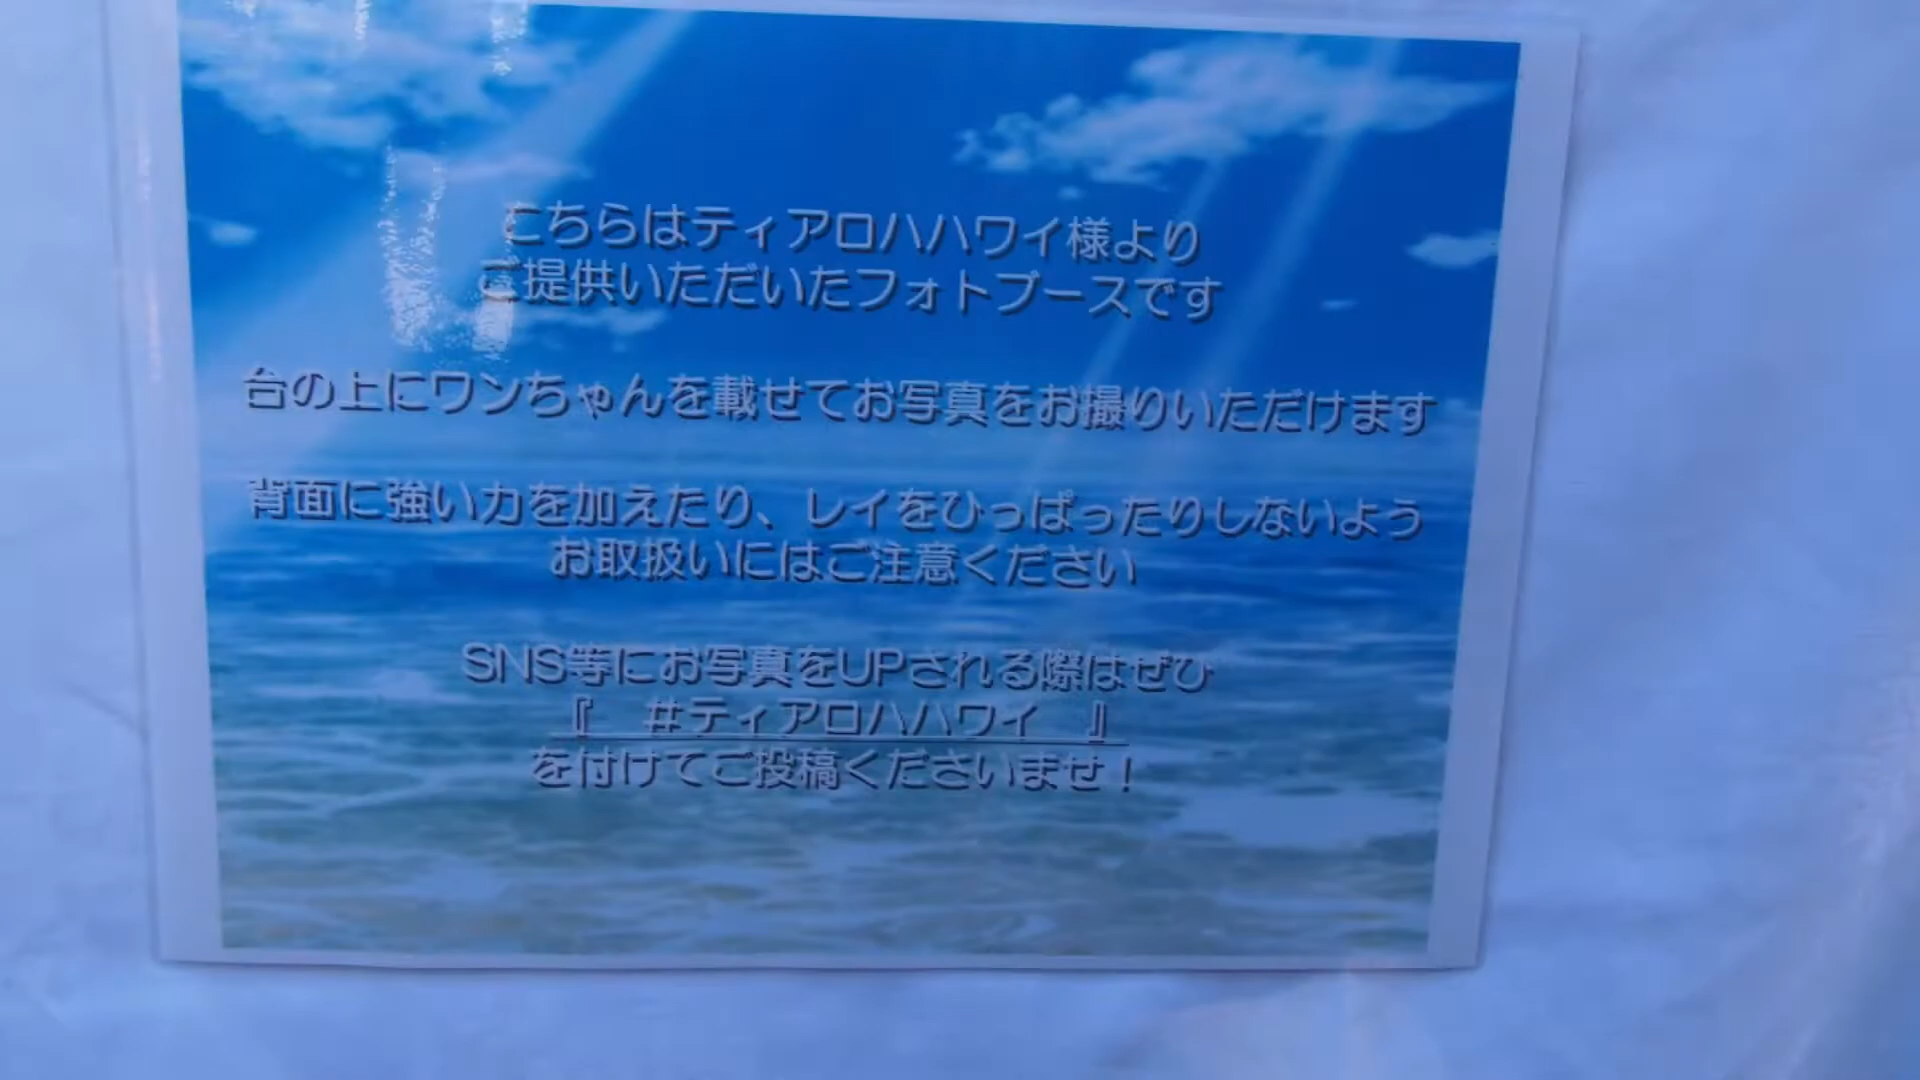 こちらはティアロハハワイ様より
ご提供いただいたフォトブースです
台の上にワンちゃんを載せてお写真をお撮りいただけます
背面に強い力を加えたり、レイをひっぱったりしないよう
お取扱いにはご注意ください
SNS等にお写真をUPされる際はぜひ
『　#ティアロハハワイ　』
を付けてご投稿くださいませ！